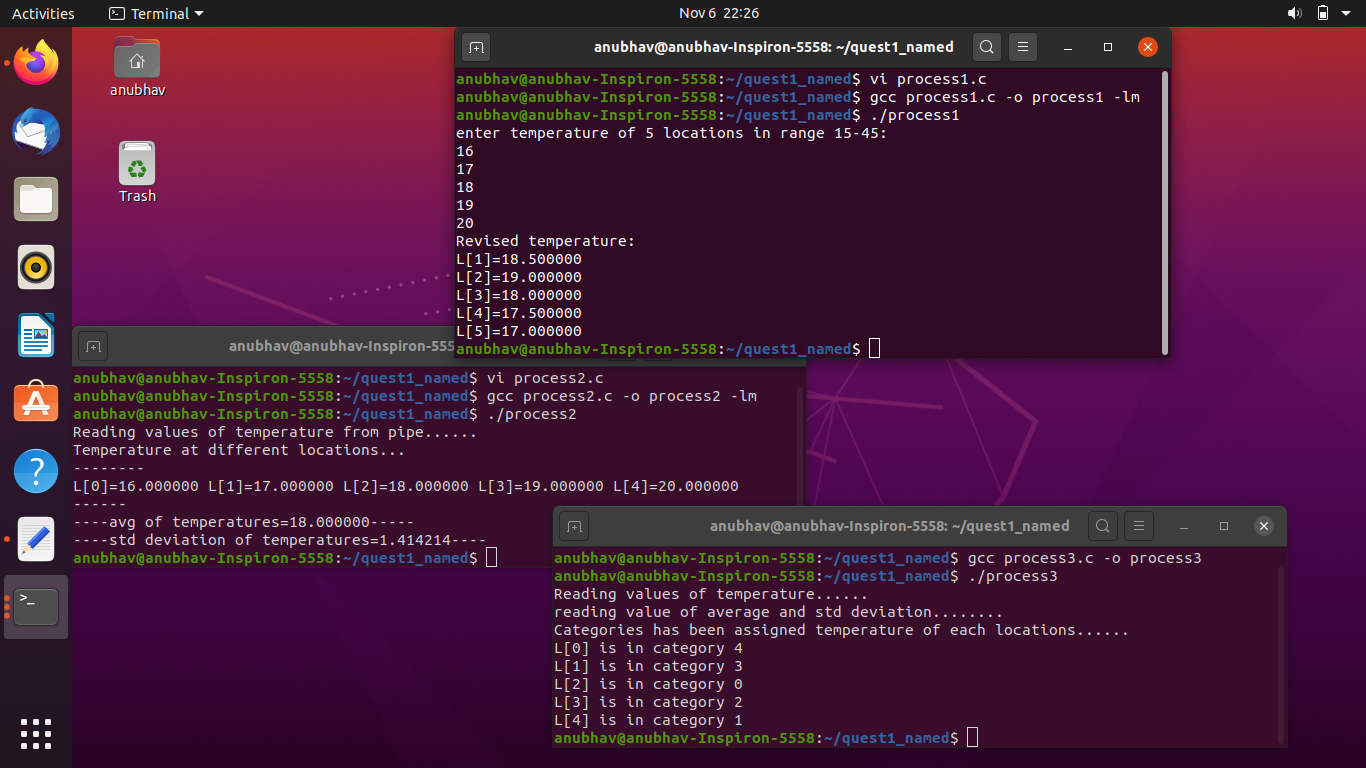 Activities
Terminal
Nov 6 22:26
anubhav
Trash
anubhav@anubhav-Inspiron-5558: ~/quest1_named
anubhav@anubhav-Inspiron-5558:~/quest1_named$ vi process1.c
anubhav@anubhav-Inspiron-5558:~/quest1_named$ gcc process1.c -o process1 -lm
anubhav@anubhav-Inspiron-5558:~/quest1_named$ ./process1
enter temperature of 5 locations in range 15-45:
16
17
18
19
20
Revised temperature:
L[1]=18.500000
L[2]=19.000000
L[3]=18.000000
L[4]=17.500000
L[5]=17.000000
anubhav@anubhav-Inspiron-5558:~/quest1_named$
anubhav@anubhav-Inspiron-555
anubhav@anubhav-Inspiron-5558:~/quest1_named$ vi process2.c
anubhav@anubhav-Inspiron-5558:~/quest1_named$ gcc process2.c -o process2 -lm
anubhav@anubhav-Inspiron-5558:~/quest1_named$ ./process2
Reading values of temperature from pipe......
Temperature at different locations...
--------
L[0]=16.000000 L[1]=17.000000 L[2]=18.000000 L[3]=19.000000 L[4]=20.000000
------
----avg of temperatures=18.000000-----
----std deviation of temperatures=1.414214----
anubhav@anubhav-Inspiron-5558:~/quest1_named$
anubhav@anubhav-Inspiron-5558: ~/quest1_named
anubhav@anubhav-Inspiron-5558:~/quest1_named$ gcc process3.c -o process3
anubhav@anubhav-Inspiron-5558:~/quest1_named$ ./process3
Reading values of temperature......
reading value of average and std deviation........
Categories has been assigned temperature of each locations......
L[0] is in category 4
L[1] is in category 3
L[2] is in category 0
L[3] is in category 2
L[4] is in category 1
anubhav@anubhav-Inspiron-5558:~/quest1_named$